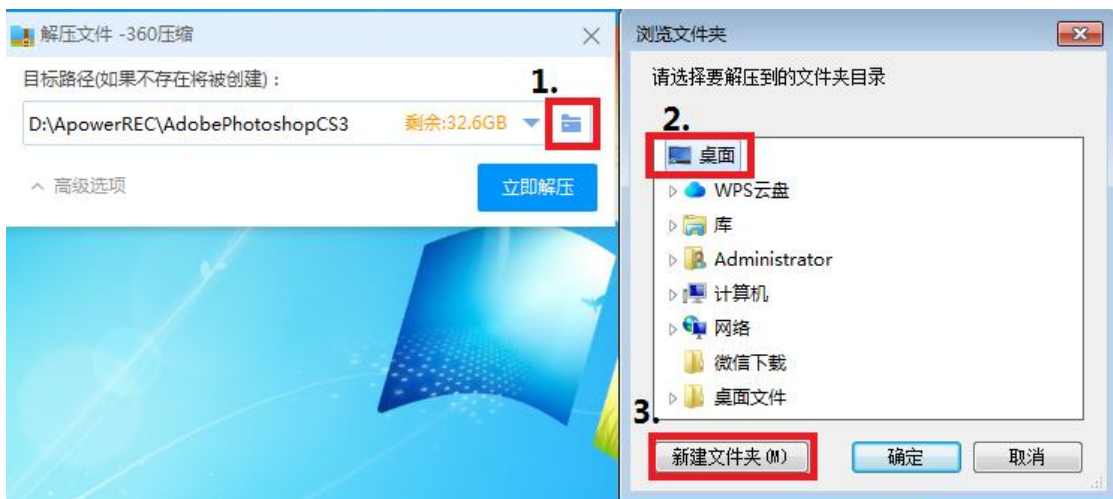 解压文件 -360压缩
目标路径(如果不存在将被创建)：
1.
D:\ApowerREC\AdobePhotoshopCS3 剩余:32.6GB
高级选项
立即解压
浏览文件夹
请选择要解压到的文件夹目录
2.
桌面
WPS云盘
库
Administrator
计算机
网络
微信下载
桌面文件
3.
新建文件夹(M) 确定 取消